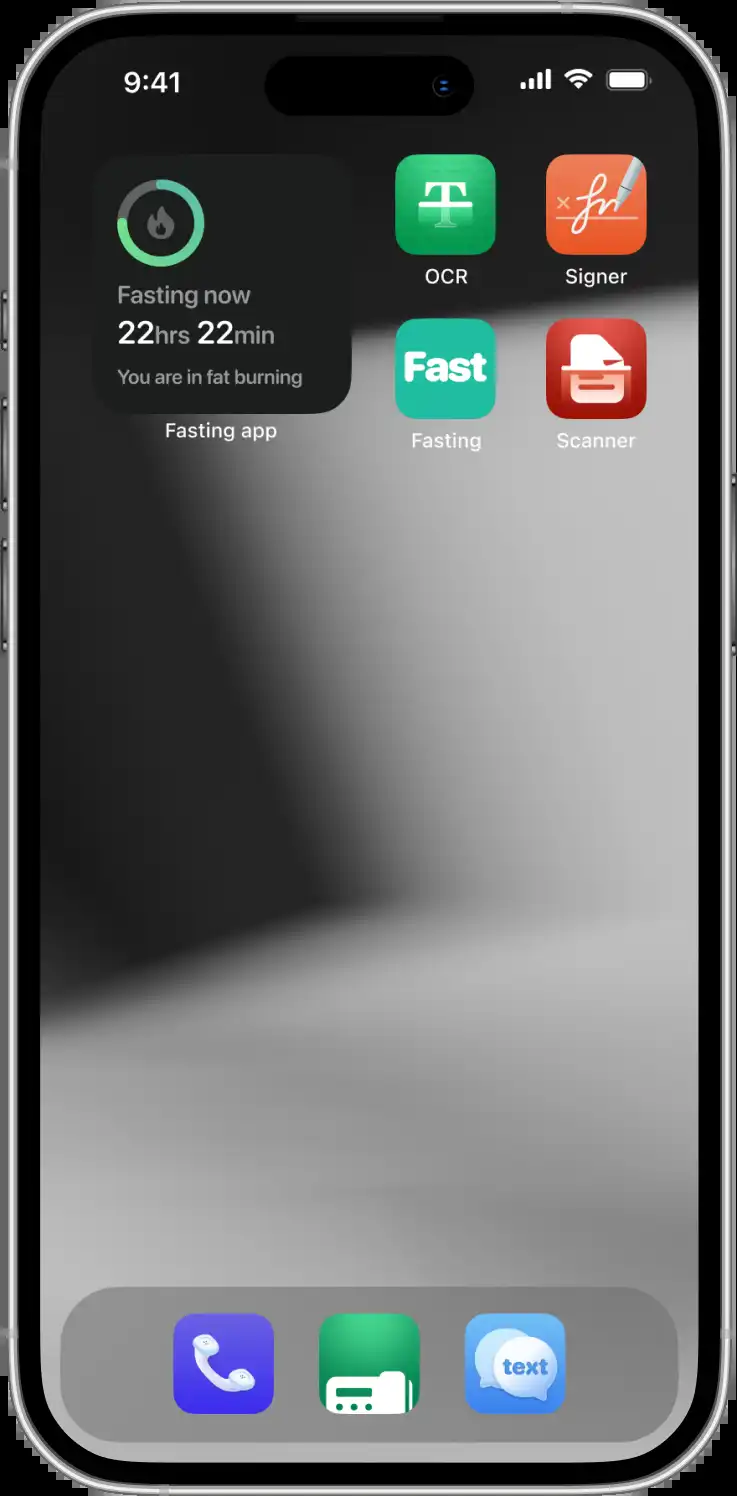 9:41
Fasting now
22hrs 22min
You are in fat burning
Fasting app
T
OCR
× fn
Signer
Fast
Fasting
Scanner
text